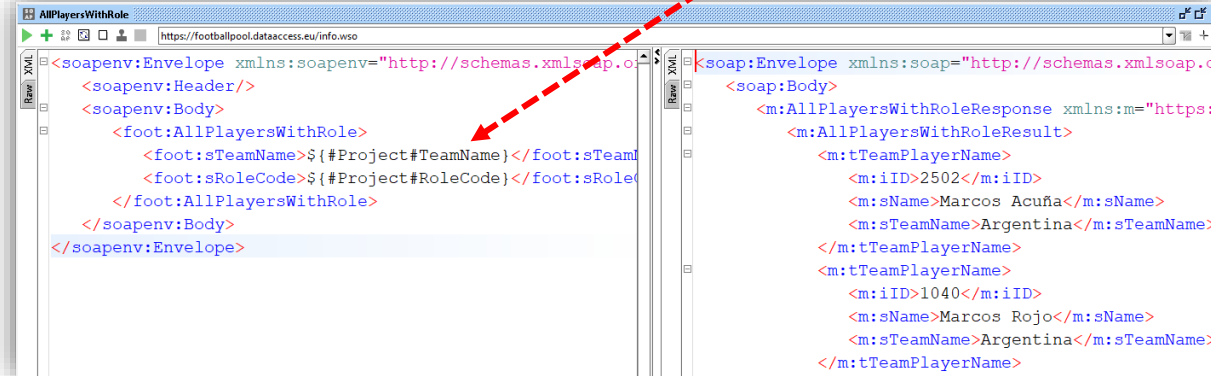 AllPlayersWithRole
https://footballpool.dataaccess.eu/info.wso
XML
Raw
<soapenv:Envelope xmlns:soapenv="http://schemas.xmlsoap.o
<soapenv:Header/>
<soapenv:Body>
<foot:AllPlayersWithRole>
<foot:sTeamName>${#Project#TeamName}</foot:sTeam
<foot:sRoleCode>${#Project#RoleCode}</foot:sRole
</foot:AllPlayersWithRole>
</soapenv:Body>
</soapenv:Envelope>
XML
Raw
<soap:Envelope xmlns:soap="http://schemas.xmlsoap.
<soap:Body>
<m:AllPlayersWithRoleResponse xmlns:m="https:
<m:AllPlayersWithRoleResult>
<m:tTeamPlayerName>
<m:iID>2502</m:iID>
<m:sName>Marcos Acuña</m:sName>
<m:sTeamName>Argentina</m:sTeamName>
</m:tTeamPlayerName>
<m:tTeamPlayerName>
<m:iID>1040</m:iID>
<m:sName>Marcos Rojo</m:sName>
<m:sTeamName>Argentina</m:sTeamName>
</m:tTeamPlayerName>